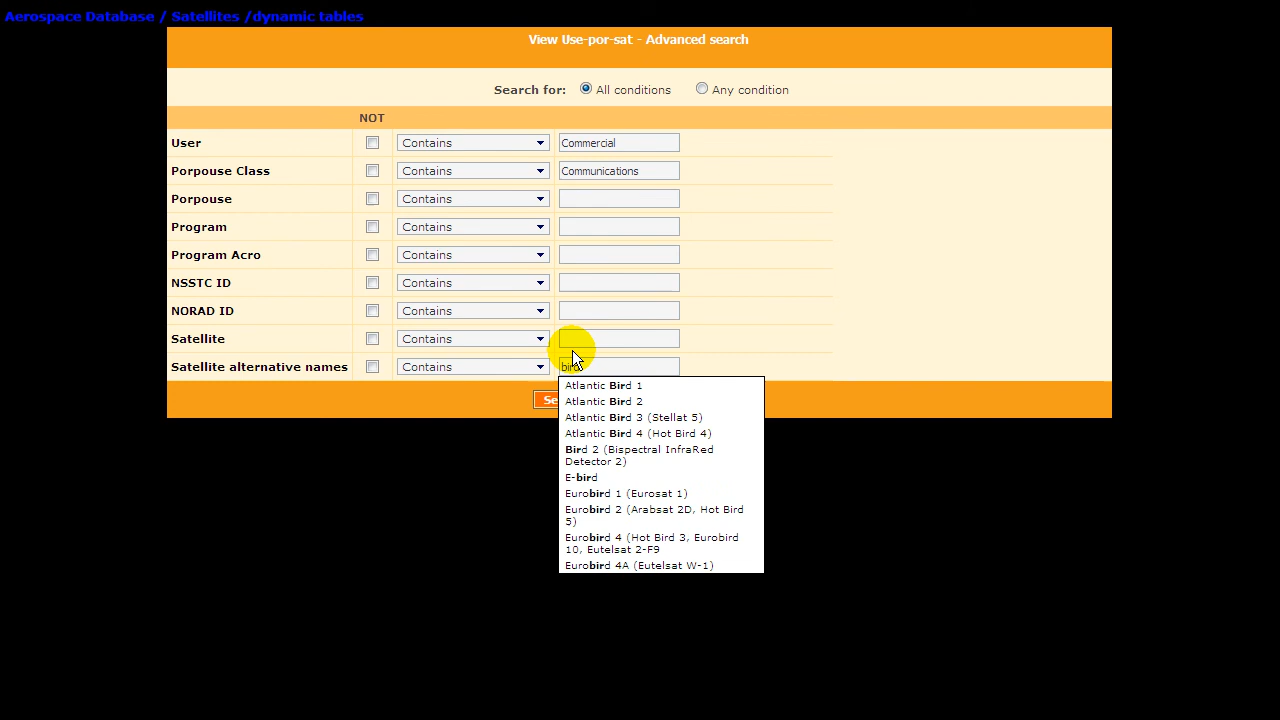 Aerospace Database / Satellites /dynamic tables
View Use-por-sat - Advanced search
Search for: All conditions Any condition
NOT
User Contains Commercial
Porpouse Class Contains Communications
Porpouse Contains
Program Contains
Program Acro Contains
NSSTC ID Contains
NORAD ID Contains
Satellite Contains
Satellite alternative names Contains bird
Se
Atlantic Bird 1
Atlantic Bird 2
Atlantic Bird 3 (Stellat 5)
Atlantic Bird 4 (Hot Bird 4)
Bird 2 (Bispectral InfraRed
Detector 2)
E-bird
Eurobird 1 (Eurosat 1)
Eurobird 2 (Arabsat 2D, Hot Bird
5)
Eurobird 4 (Hot Bird 3, Eurobird
10, Eutelsat 2-F9
Eurobird 4A (Eutelsat W-1)